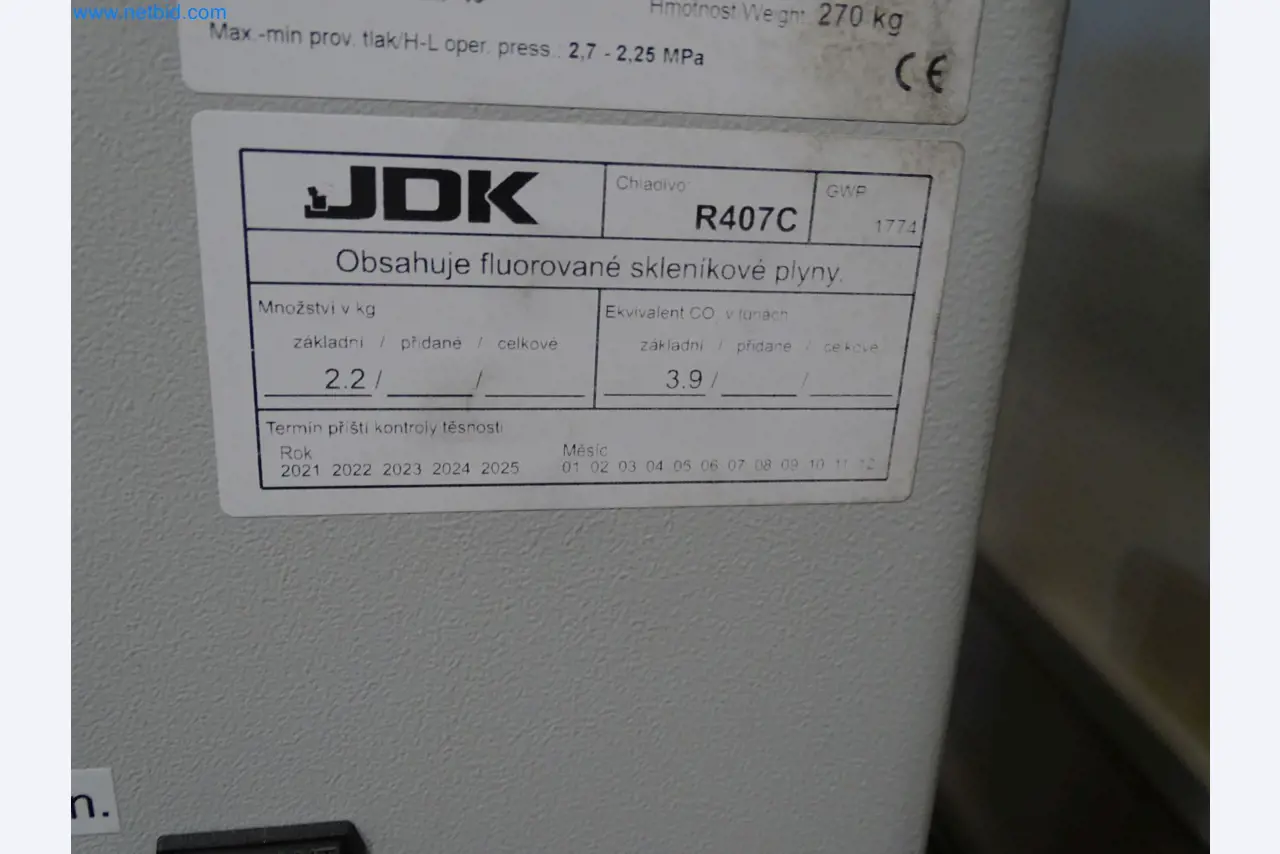 www.netbid.com
Hmotnost/Weight: 270 kg
Max.-min prov. tlak/H-L oper. press.: 2,7 - 2,25 MPa
CE
JDK
Chladivo
R407C
GWP
1774
Obsahuje fluorované skleníkové plyny.
Množství v kg
základní / přidané / celkové
2.2 / /
Ekvivalent CO v tunách
základní / přidané / celkové
3.9 / /
Termín příští kontroly těsnosti
Rok
2021 2022 2023 2024 2025
Měsíc
01 02 03 04 05 06 07 08 09 10 11 12
n.